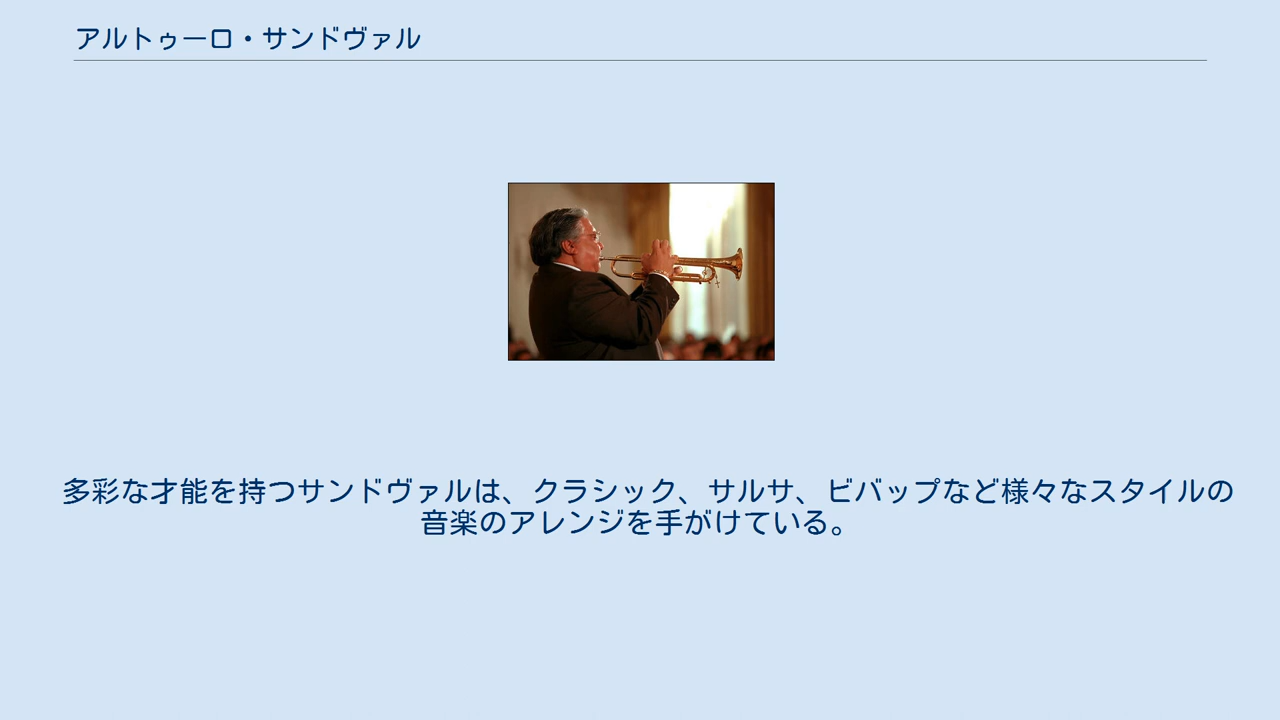 アルトゥーロ・サンドヴァル
多彩な才能を持つサンドヴァルは、クラシック、サルサ、ビバップなど様々なスタイルの
音楽のアレンジを手がけている。